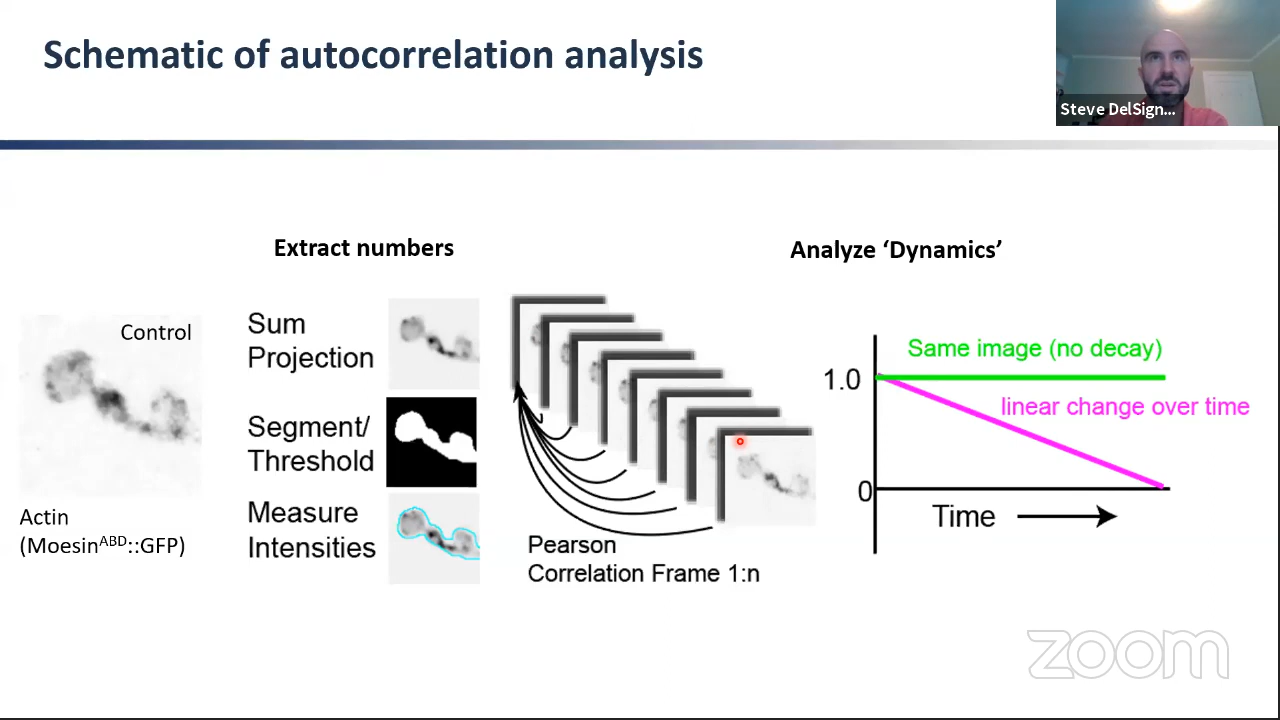 Schematic of autocorrelation analysis
Steve DelSign...
Extract numbers
Analyze ‘Dynamics’
Control
Actin
(Moesinᴬᴮᴰ::GFP)
Sum
Projection
Segment/
Threshold
Measure
Intensities
Pearson
Correlation Frame 1:n
Same image (no decay)
1.0
linear change over time
0
Time
zoom